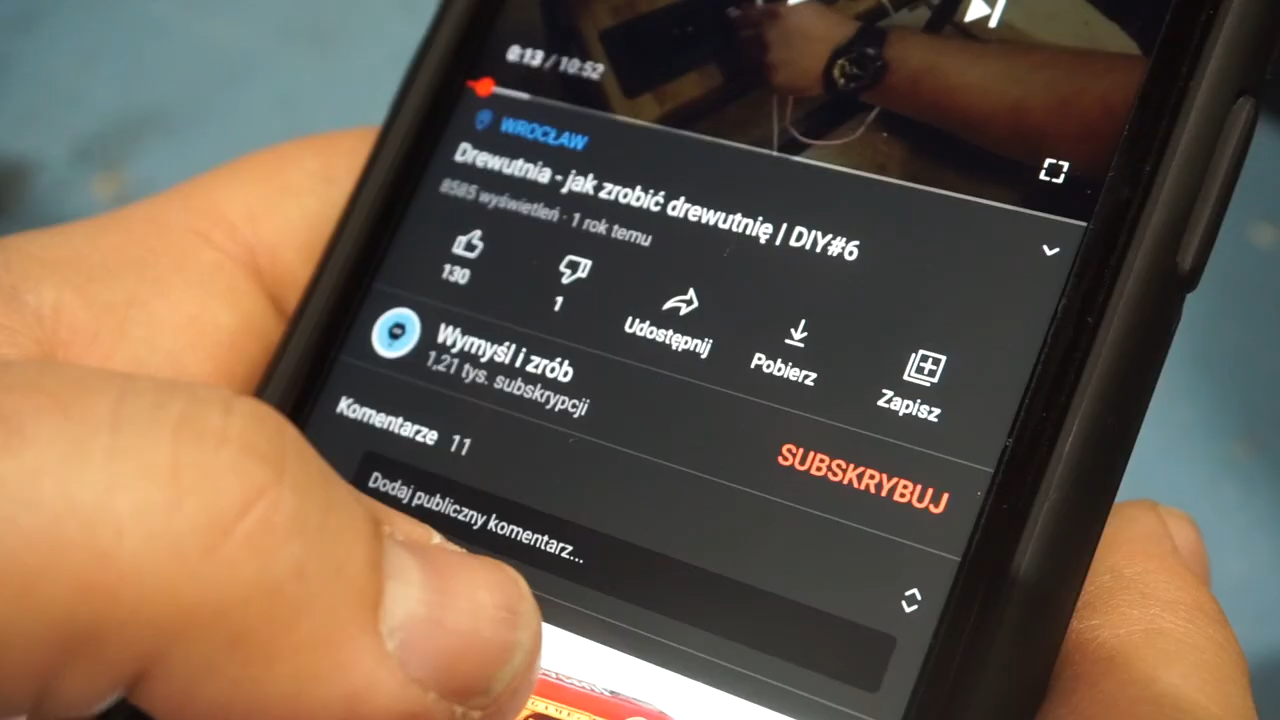 0:13 / 10:52
WROCŁAW
Drewutnia - jak zrobić drewutnię | DIY#6
8585 wyświetleń · 1 rok temu
130
1
Udostępnij
Pobierz
Zapisz
Wymyśl i zrób
1,21 tys. subskrypcji
SUBSKRYBUJ
Komentarze 11
Dodaj publiczny komentarz...